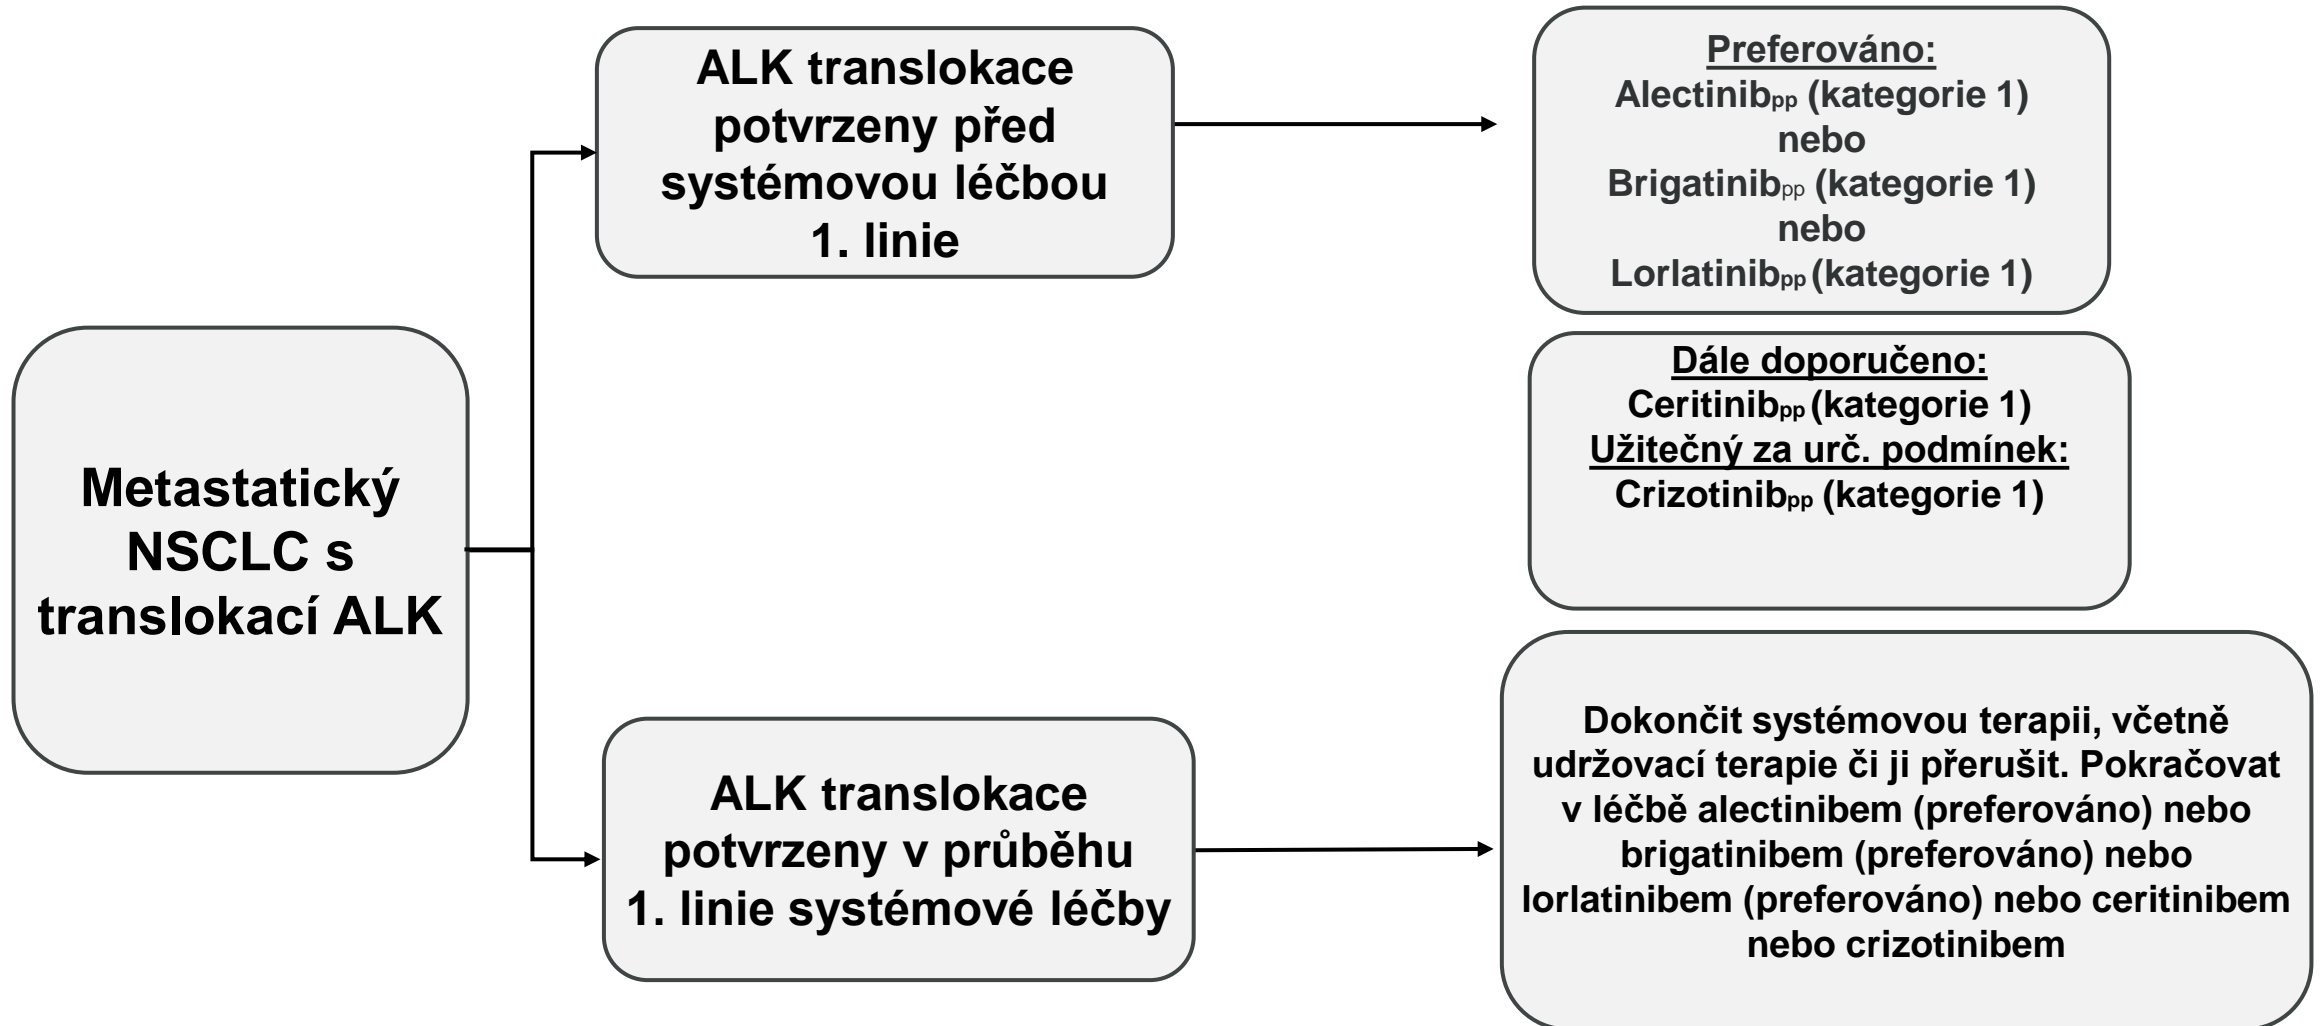 Metastatický
NSCLC s
translokací ALK
ALK translokace
potvrzeny před
systémovou léčbou
1. linie
Preferováno:
Alectinibpp (kategorie 1)
nebo
Brigatinibpp (kategorie 1)
nebo
Lorlatinibpp (kategorie 1)
Dále doporučeno:
Ceritinibpp (kategorie 1)
Užitečný za urč. podmínek:
Crizotinibpp (kategorie 1)
ALK translokace
potvrzeny v průběhu
1. linie systémové léčby
Dokončit systémovou terapii, včetně
udržovací terapie či ji přerušit. Pokračovat
v léčbě alectinibem (preferováno) nebo
brigatinibem (preferováno) nebo
lorlatinibem (preferováno) nebo ceritinibem
nebo crizotinibem